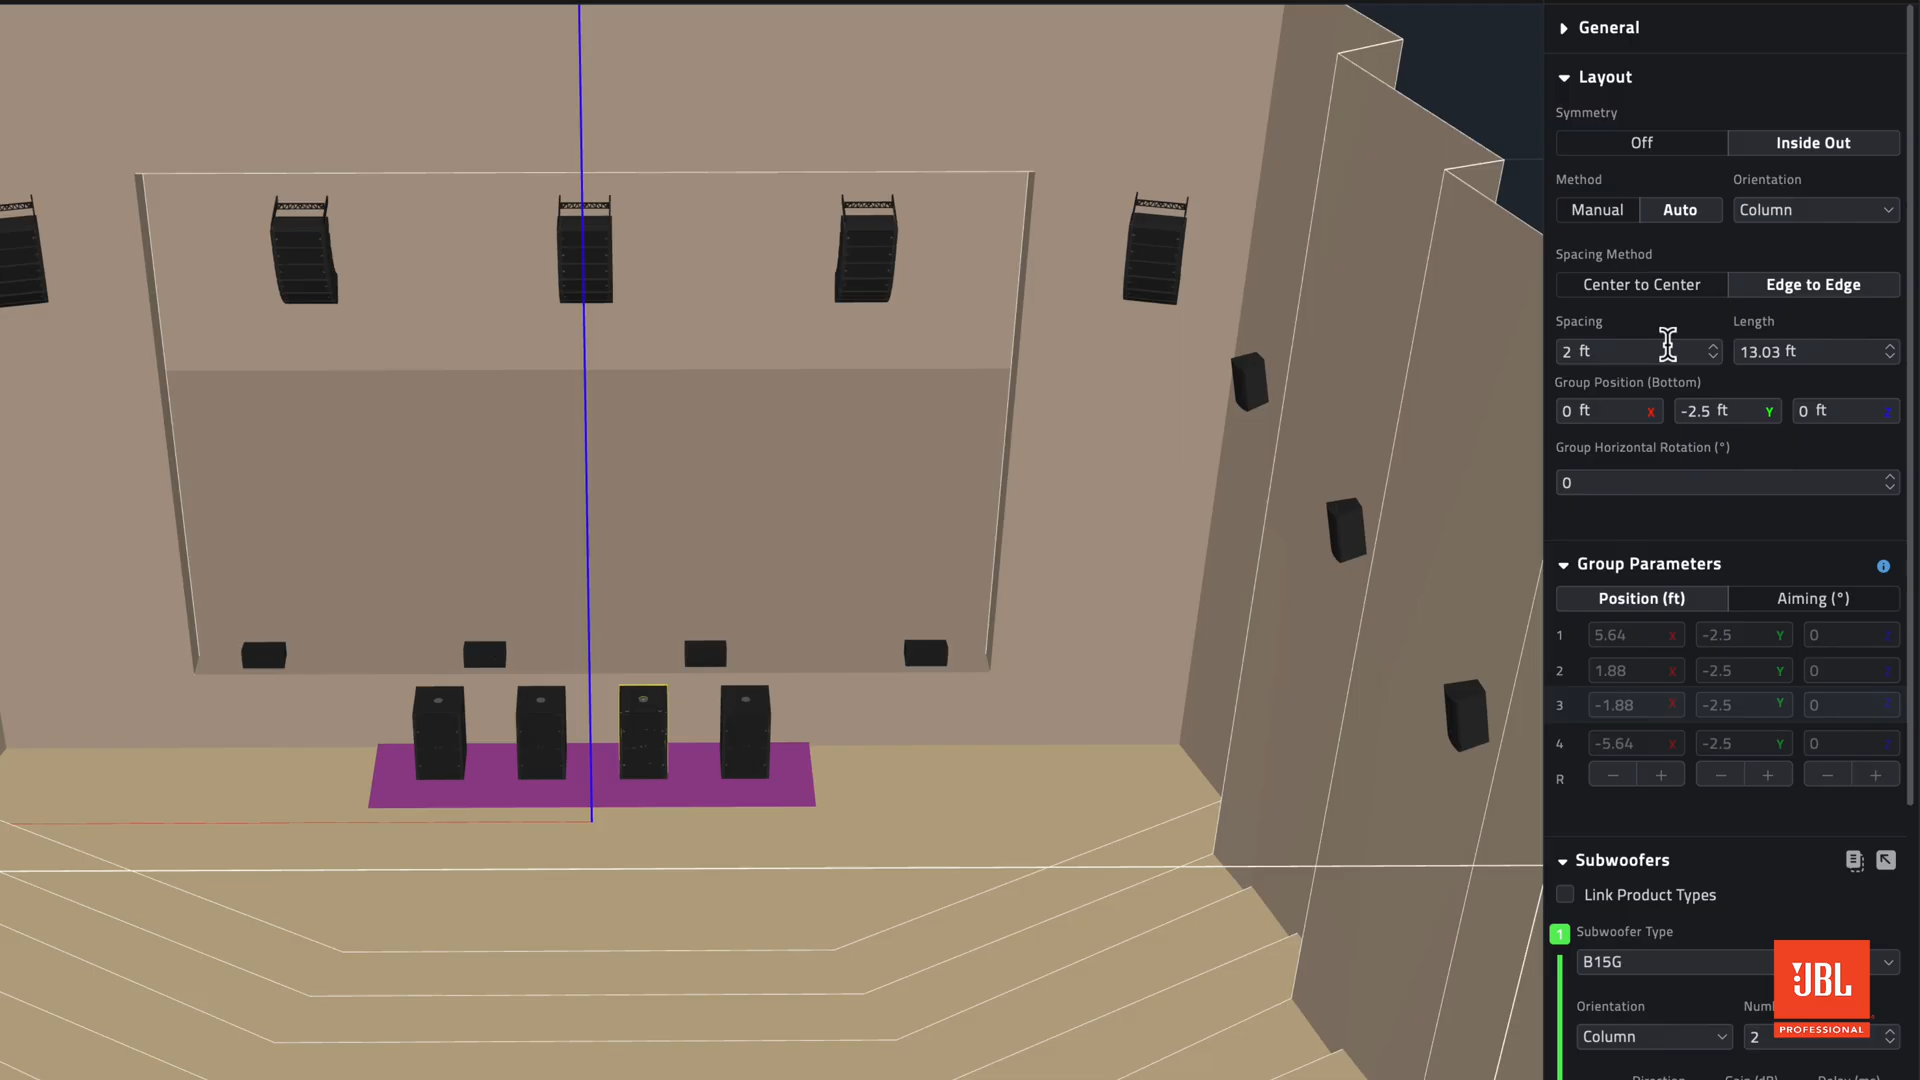 General
Layout
Symmetry
Off Inside Out
Method Orientation
Manual Auto Column
Spacing Method
Center to Center Edge to Edge
Spacing Length
2 ft 13.03 ft
Group Position (Bottom)
0 ft X -2.5 ft Y 0 ft Z
Group Horizontal Rotation (°)
0
Group Parameters
Position (ft) Aiming (°)
1 5.64 X -2.5 Y 0 Z
2 1.88 X -2.5 Y 0 Z
3 -1.88 X -2.5 Y 0 Z
4 -5.64 X -2.5 Y 0 Z
R
Subwoofers
Link Product Types
1 Subwoofer Type
B15G
Orientation
Column 2
JBL
PROFESSIONAL